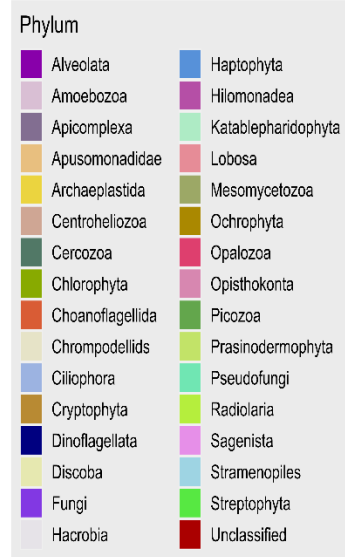 Phylum
Alveolata
Amoebozoa
Apicomplexa
Apusomonadidae
Archaeplastida
Centroheliozoa
Cercozoa
Chlorophyta
Choanoflagellida
Chrompodellids
Ciliophora
Cryptophyta
Dinoflagellata
Discoba
Fungi
Hacrobia
Haptophyta
Hilomonadea
Katablepharidophyta
Lobosa
Mesomycetozoa
Ochrophyta
Opalozoa
Opisthokonta
Picozoa
Prasinodermophyta
Pseudofungi
Radiolaria
Sagenista
Stramenopiles
Streptophyta
Unclassified